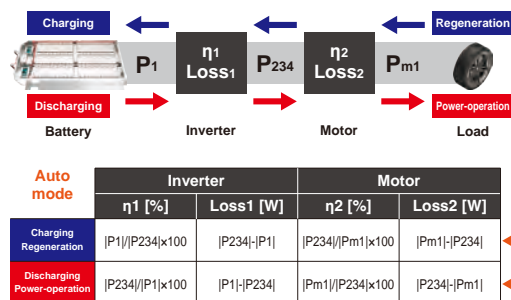 Charging
Regeneration
P1
η1
Loss1
P234
η2
Loss2
Pm1
Discharging
Power-operation
Battery
Inverter
Motor
Load
Auto
mode
Inverter
Motor
η1 [%]
Loss1 [W]
η2 [%]
Loss2 [W]
Charging
Regeneration
|P1|/|P234|×100
|P234|-|P1|
|P234|/|Pm1|×100
|Pm1|-|P234|
Discharging
Power-operation
|P234|/|P1|×100
|P1|-|P234|
|Pm1|/|P234|×100
|P234|-|Pm1|